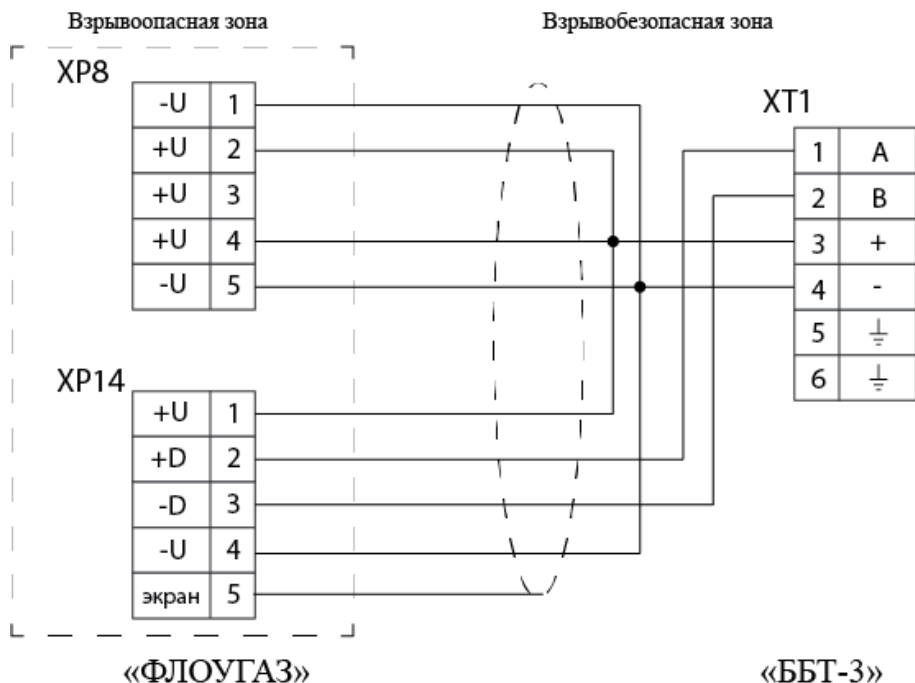 Взрывоопасная зона
Взрывобезопасная зона
XP8
-U 1
+U 2
+U 3
+U 4
-U 5
XT1
1 A
2 B
3 +
4 -
5
6
XP14
+U 1
+D 2
-D 3
-U 4
экран 5
«ФЛОУГАЗ»
«ББТ-3»